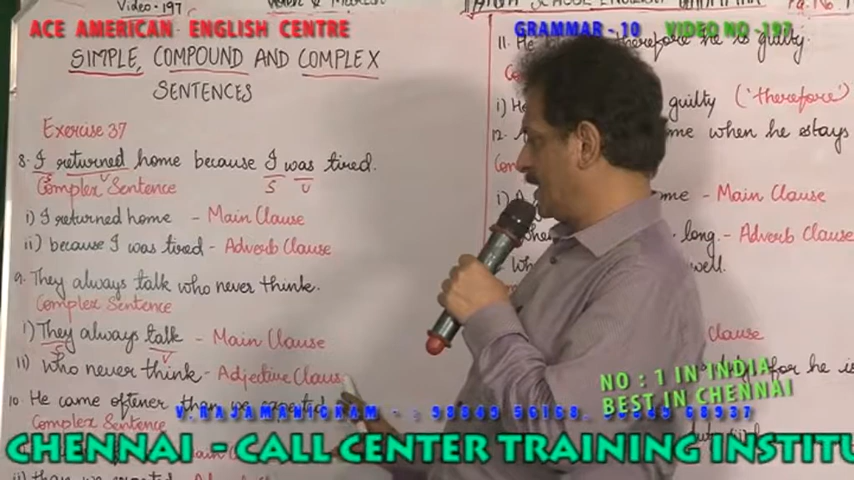 Video-197
ACE AMERICAN ENGLISH CENTRE
GRAMMAR - 10 VIDEO NO -197
SIMPLE, COMPOUND AND COMPLEX
SENTENCES
Exercise 37
8. I returned home because I was tired.
S V S V
Complex Sentence
i) I returned home - Main Clause
ii) because I was tired - Adverb Clause
9. They always talk who never think.
Complex Sentence
i) They always talk - Main Clause
S V
ii) who never think - Adjective Claus
10. He came oftener than we expected
Complex Sentence
11. He therefore he is guilty.
i) He guilty ('therefore')
12. me when he stays
i) me - Main Clause
long. - Adverb Clause
well.
Clause
for he is
NO : 1 IN INDIA
BEST IN CHENNAI
V.RAJAMANICKAM - : 98849 56158,
CHENNAI - CALL CENTER TRAINING INSTITU